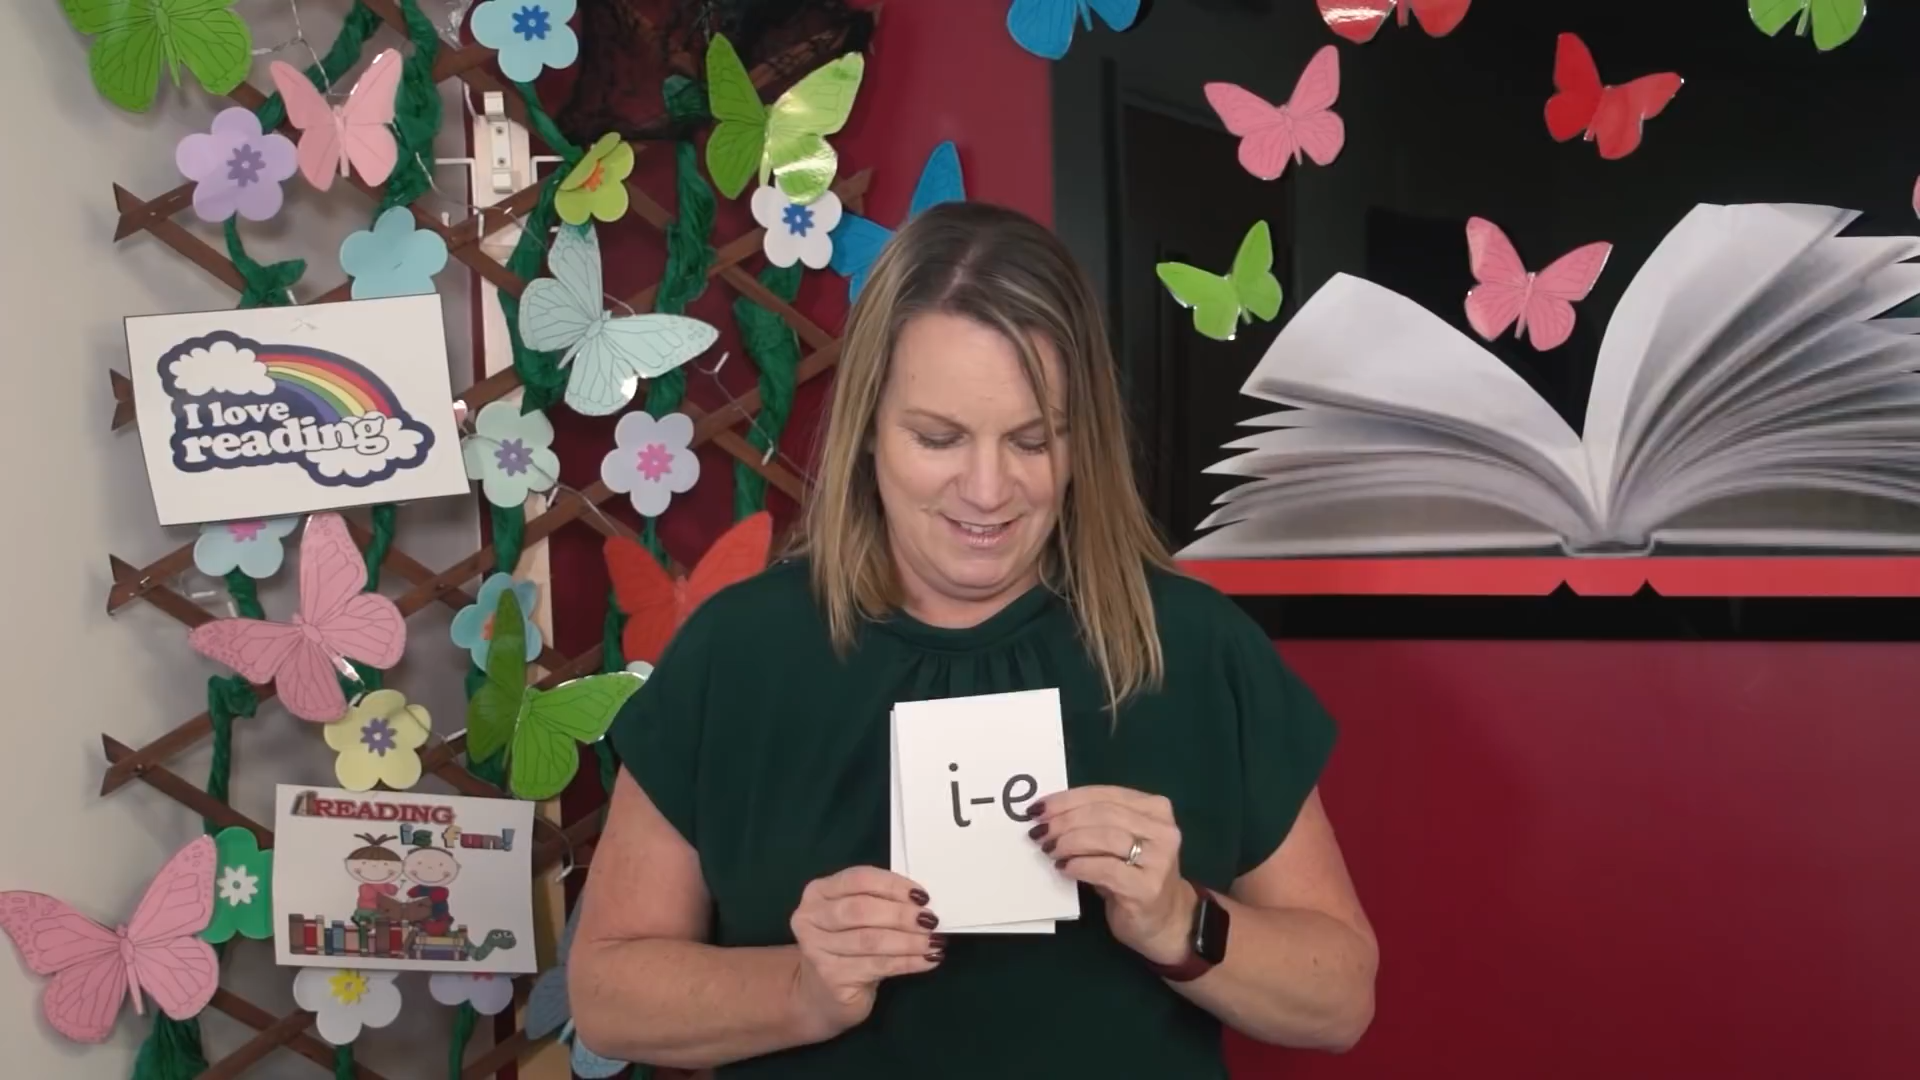 I love
reading
READING
is fun!
i-e